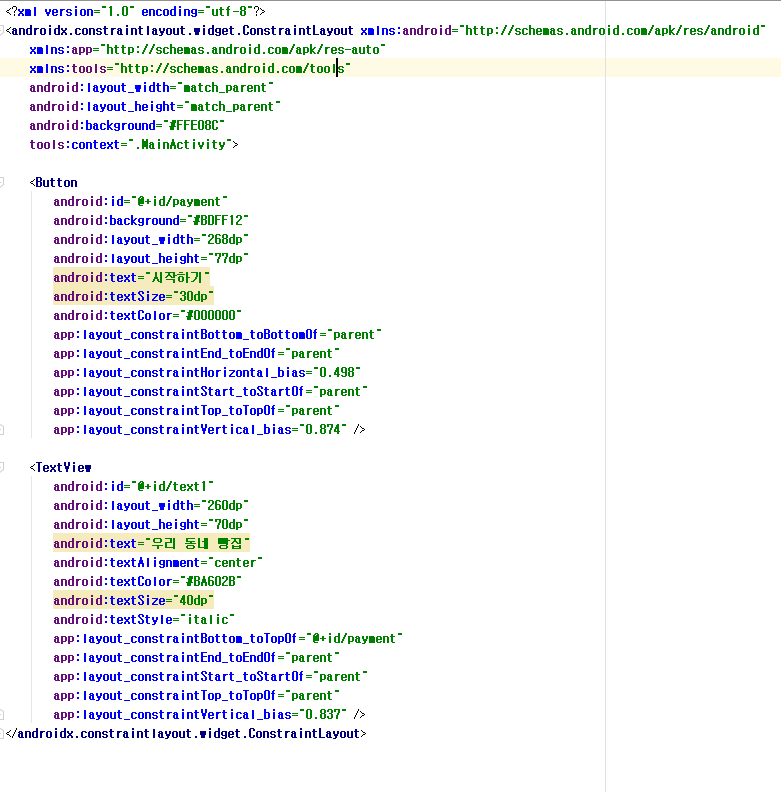 <?xml version="1.0" encoding="utf-8"?>
<androidx.constraintlayout.widget.ConstraintLayout xmlns:android="http://schemas.android.com/apk/res/android"
xmlns:app="http://schemas.android.com/apk/res-auto"
xmlns:tools="http://schemas.android.com/tools"
android:layout_width="match_parent"
android:layout_height="match_parent"
android:background="#FFE08C"
tools:context=".MainActivity">
<Button
android:id="@+id/payment"
android:background="#BDFF12"
android:layout_width="268dp"
android:layout_height="77dp"
android:text="시작하기"
android:textSize="30dp"
android:textColor="#000000"
app:layout_constraintBottom_toBottomOf="parent"
app:layout_constraintEnd_toEndOf="parent"
app:layout_constraintHorizontal_bias="0.498"
app:layout_constraintStart_toStartOf="parent"
app:layout_constraintTop_toTopOf="parent"
app:layout_constraintVertical_bias="0.874" />
<TextView
android:id="@+id/text1"
android:layout_width="260dp"
android:layout_height="70dp"
android:text="우리 동네 빵집"
android:textAlignment="center"
android:textColor="#BA602B"
android:textSize="40dp"
android:textStyle="italic"
app:layout_constraintBottom_toTopOf="@+id/payment"
app:layout_constraintEnd_toEndOf="parent"
app:layout_constraintStart_toStartOf="parent"
app:layout_constraintTop_toTopOf="parent"
app:layout_constraintVertical_bias="0.837" />
</androidx.constraintlayout.widget.ConstraintLayout>